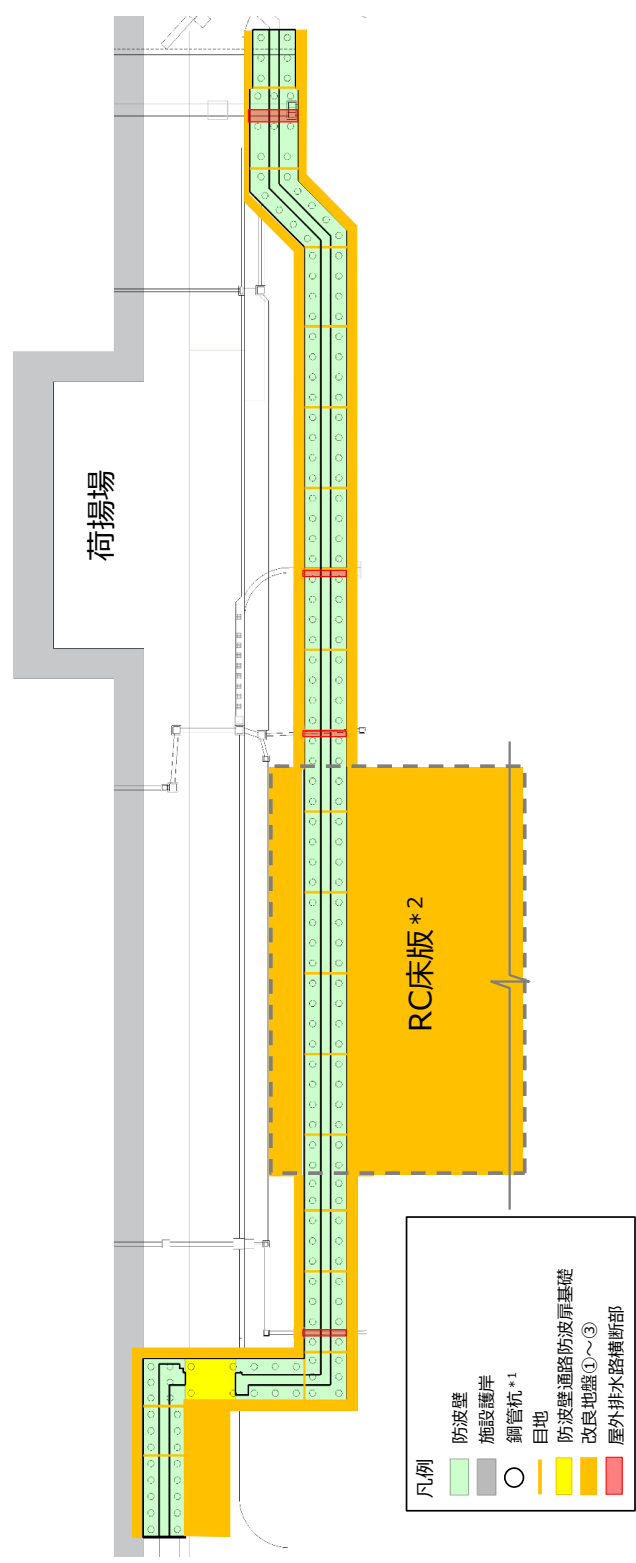 荷揚場
RC床版*2
凡例
防波壁
施設護岸
鋼管杭*1
目地
防波壁通路防波扉基礎
改良地盤①～③
屋外排水路横断部